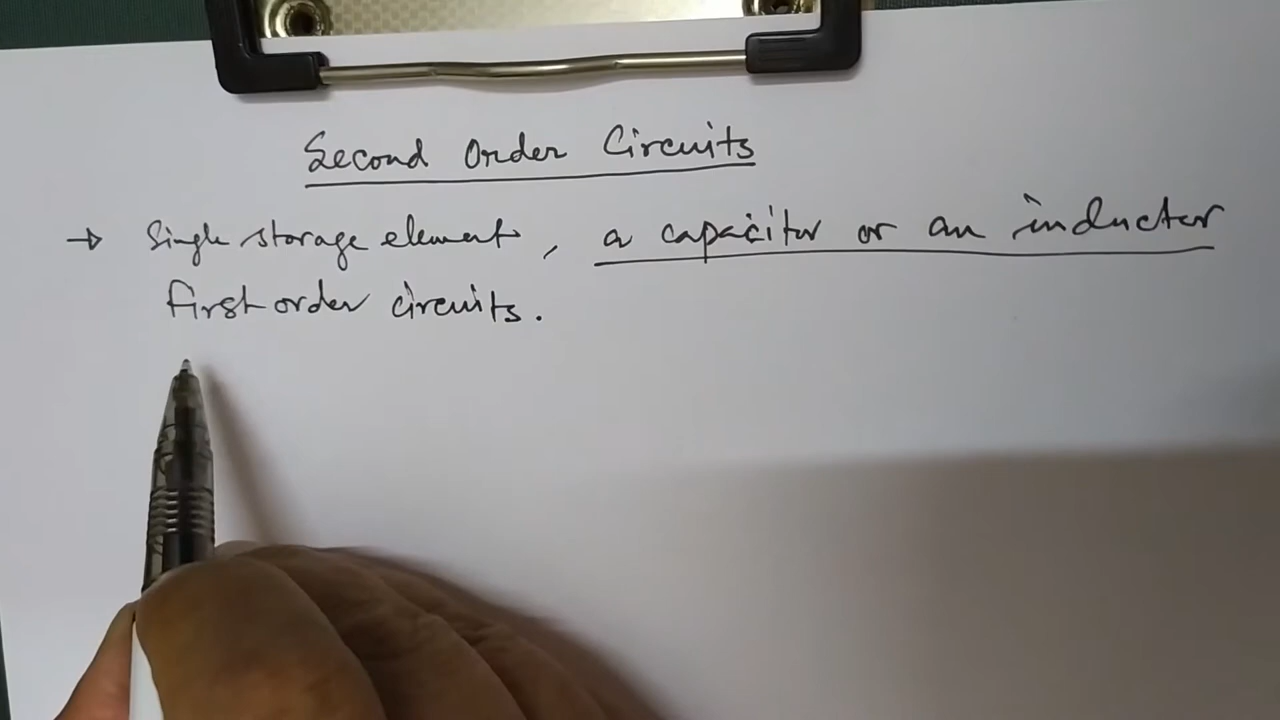 Second Order Circuits
→ Single storage element, a capacitor or an inductor
first order circuits.